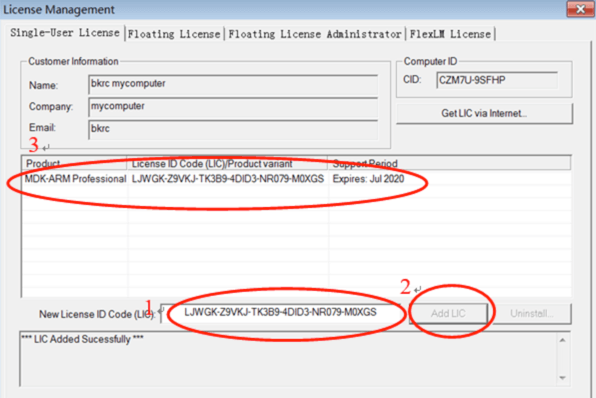 License Management
Single-User License Floating License Floating License Administrator FlexLM License
Customer Information
Name: bkrc mycomputer
Company: mycomputer
Email: bkrc
Computer ID
CID: CZM7U-9SFHP
Get LIC via Internet...
3
Product License ID Code (LIC)/Product variant Support Period
MDK-ARM Professional LJWGK-Z9VKJ-TK3B9-4DID3-NR079-M0XGS Expires: Jul 2020
1
2
New License ID Code (LIC): LJWGK-Z9VKJ-TK3B9-4DID3-NR079-M0XGS Add LIC Uninstall...
*** LIC Added Sucessfully ***